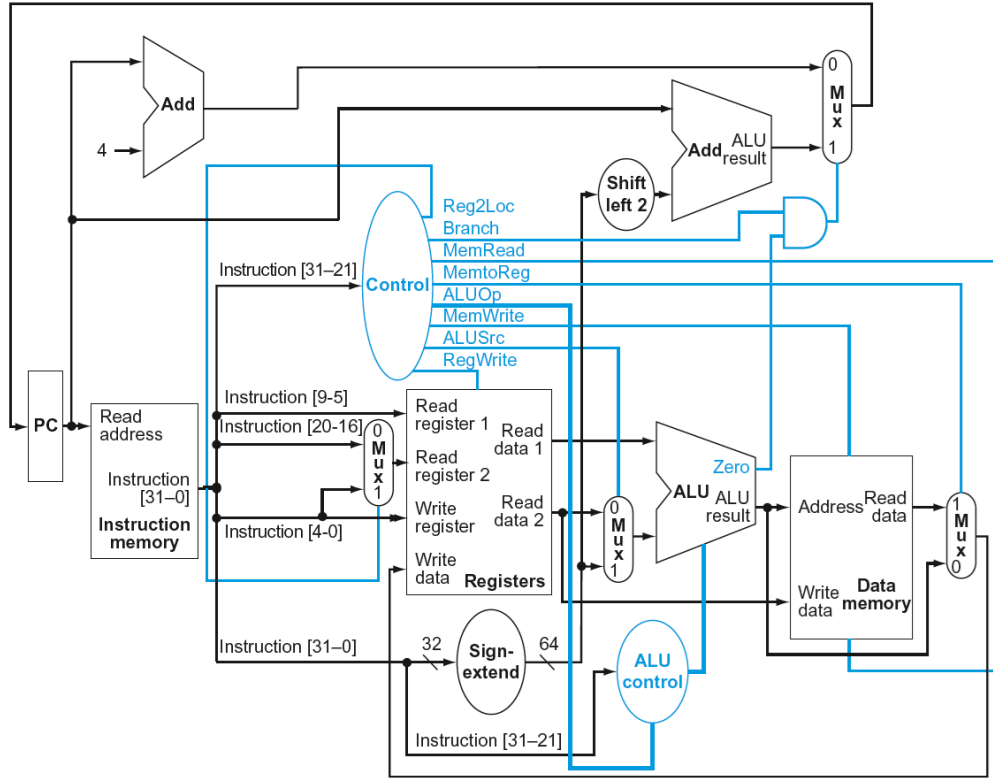 Add
4
0
Mux
1
Add
ALU
result
Shift
left 2
Reg2Loc
Branch
MemRead
MemtoReg
ALUOp
MemWrite
ALUSrc
RegWrite
Control
Instruction [31–21]
PC
Read
address
Instruction
[31–0]
Instruction
memory
Instruction [9-5]
Instruction [20-16]
Instruction [4-0]
0
Mux
1
Read
register 1
Read
register 2
Write
register
Write
data
Read
data 1
Read
data 2
Registers
0
Mux
1
Zero
ALU
ALU
result
Address
Read
data
Write
data
Data
memory
1
Mux
0
Instruction [31–0]
32
Sign-
extend
64
ALU
control
Instruction [31–21]